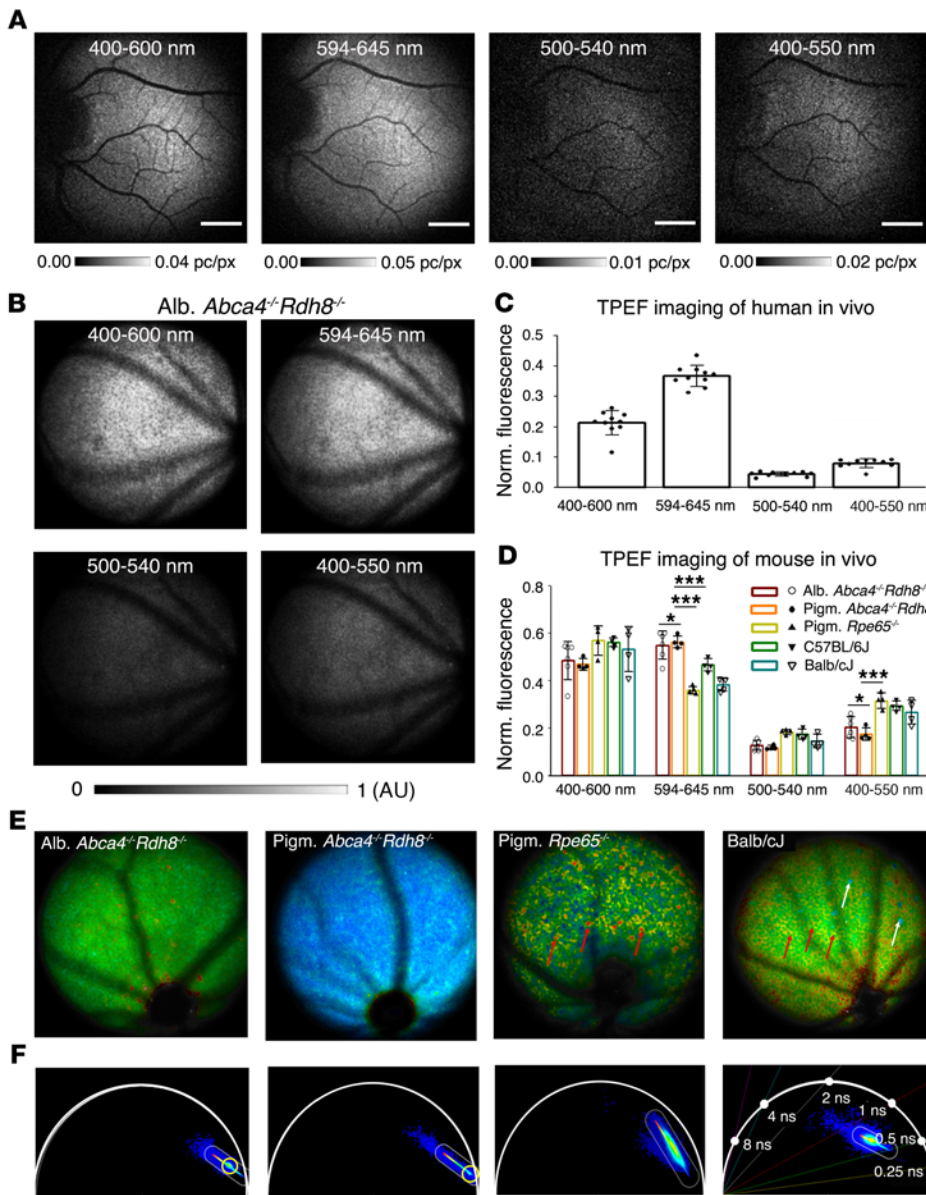 A
400-600 nm
594-645 nm
500-540 nm
400-550 nm
0.00 0.04 pc/px
0.00 0.05 pc/px
0.00 0.01 pc/px
0.00 0.02 pc/px
B
Alb. Abca4-/-Rdh8-/-
400-600 nm
594-645 nm
500-540 nm
400-550 nm
0 1 (AU)
C
TPEF imaging of human in vivo
Norm. fluorescence
0.5
0.4
0.3
0.2
0.1
0.0
400-600 nm
594-645 nm
500-540 nm
400-550 nm
D
TPEF imaging of mouse in vivo
Norm. fluorescence
0.8
0.6
0.4
0.2
0.0
***
***
*
*
***
Alb. Abca4-/-Rdh8-/-
Pigm. Abca4-/-Rdh8
Pigm. Rpe65-/-
C57BL/6J
Balb/cJ
400-600 nm
594-645 nm
500-540 nm
400-550 nm
E
Alb. Abca4-/-Rdh8-/-
Pigm. Abca4-/-Rdh8-/-
Pigm. Rpe65-/-
Balb/cJ
F
8 ns
4 ns
2 ns
1 ns
0.5 ns
0.25 ns